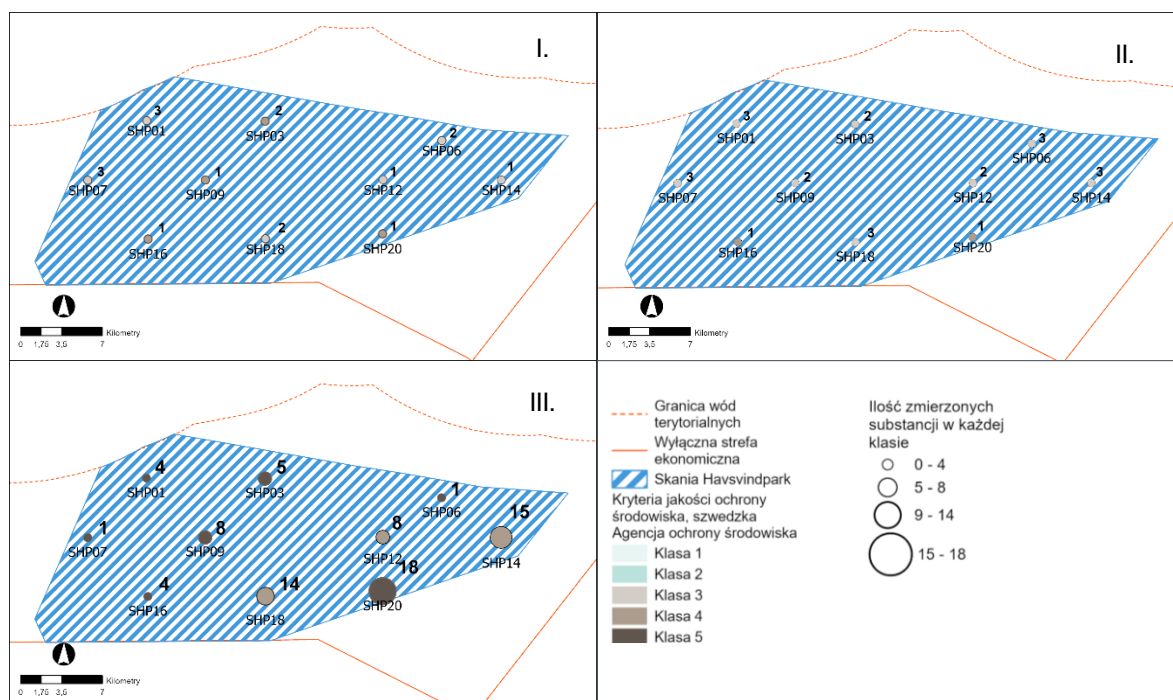 I.
3
SHP01
2
SHP03
2
SHP06
3
SHP07
1
SHP09
1
SHP12
1
SHP14
1
SHP16
2
SHP18
1
SHP20
Kilometry
0 1,75 3,5 7
II.
3
SHP01
2
SHP03
3
SHP06
3
SHP07
2
SHP09
2
SHP12
3
SHP14
1
SHP16
3
SHP18
1
SHP20
Kilometry
0 1,75 3,5 7
III.
4
SHP01
5
SHP03
1
SHP06
1
SHP07
8
SHP09
8
SHP12
15
SHP14
4
SHP16
14
SHP18
18
SHP20
Kilometry
0 1,75 3,5 7
Granica wód
terytorialnych
Wyłączna strefa
ekonomiczna
Skania Havsvindpark
Kryteria jakości ochrony
środowiska, szwedzka
Agencja ochrony środowiska
Klasa 1
Klasa 2
Klasa 3
Klasa 4
Klasa 5
Ilość zmierzonych
substancji w każdej
klasie
0 - 4
5 - 8
9 - 14
15 - 18